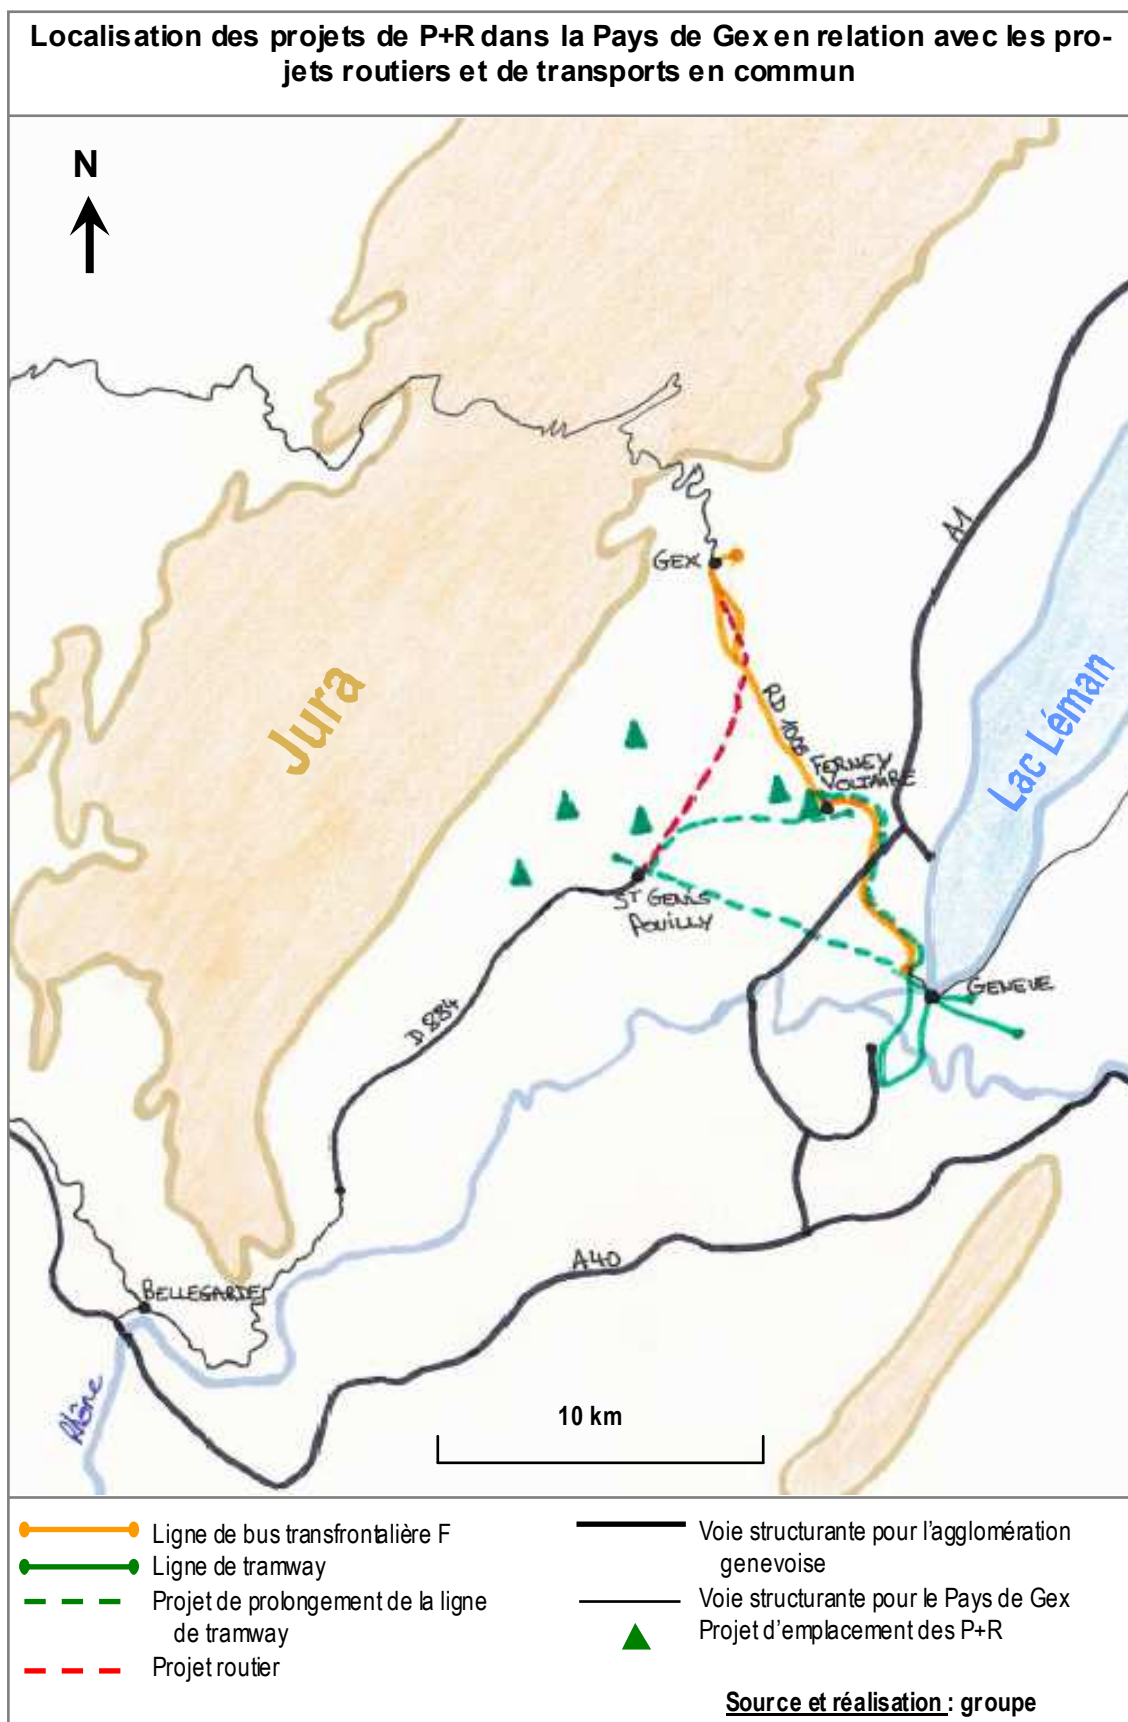 Localisation des projets de P+R dans la Pays de Gex en relation avec les pro-
jets routiers et de transports en commun
N
A1
GEX
Jura
RD 1005
FERNEY
VOLTAIRE
Lac Léman
ST GENIS
POUILLY
GENEVE
D 884
A40
BELLEGARDE
Rhône
10 km
Ligne de bus transfrontalière F
Ligne de tramway
Projet de prolongement de la ligne
de tramway
Projet routier
Voie structurante pour l'agglomération
genevoise
Voie structurante pour le Pays de Gex
Projet d'emplacement des P+R
Source et réalisation : groupe